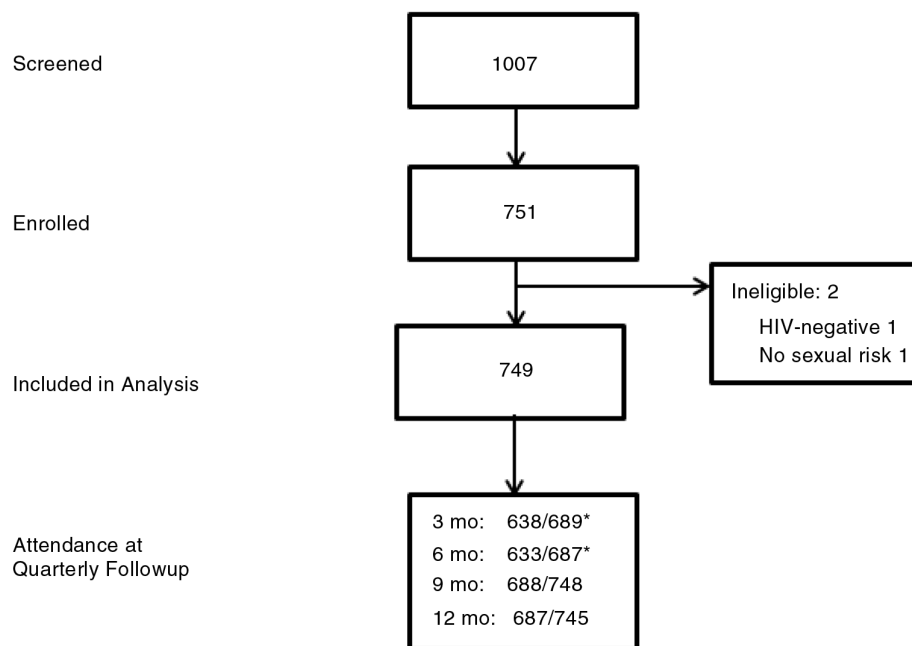 Screened
1007
Enrolled
751
Ineligible: 2
HIV-negative 1
No sexual risk 1
Included in Analysis
749
Attendance at
Quarterly Followup
3 mo: 638/689*
6 mo: 633/687*
9 mo: 688/748
12 mo: 687/745